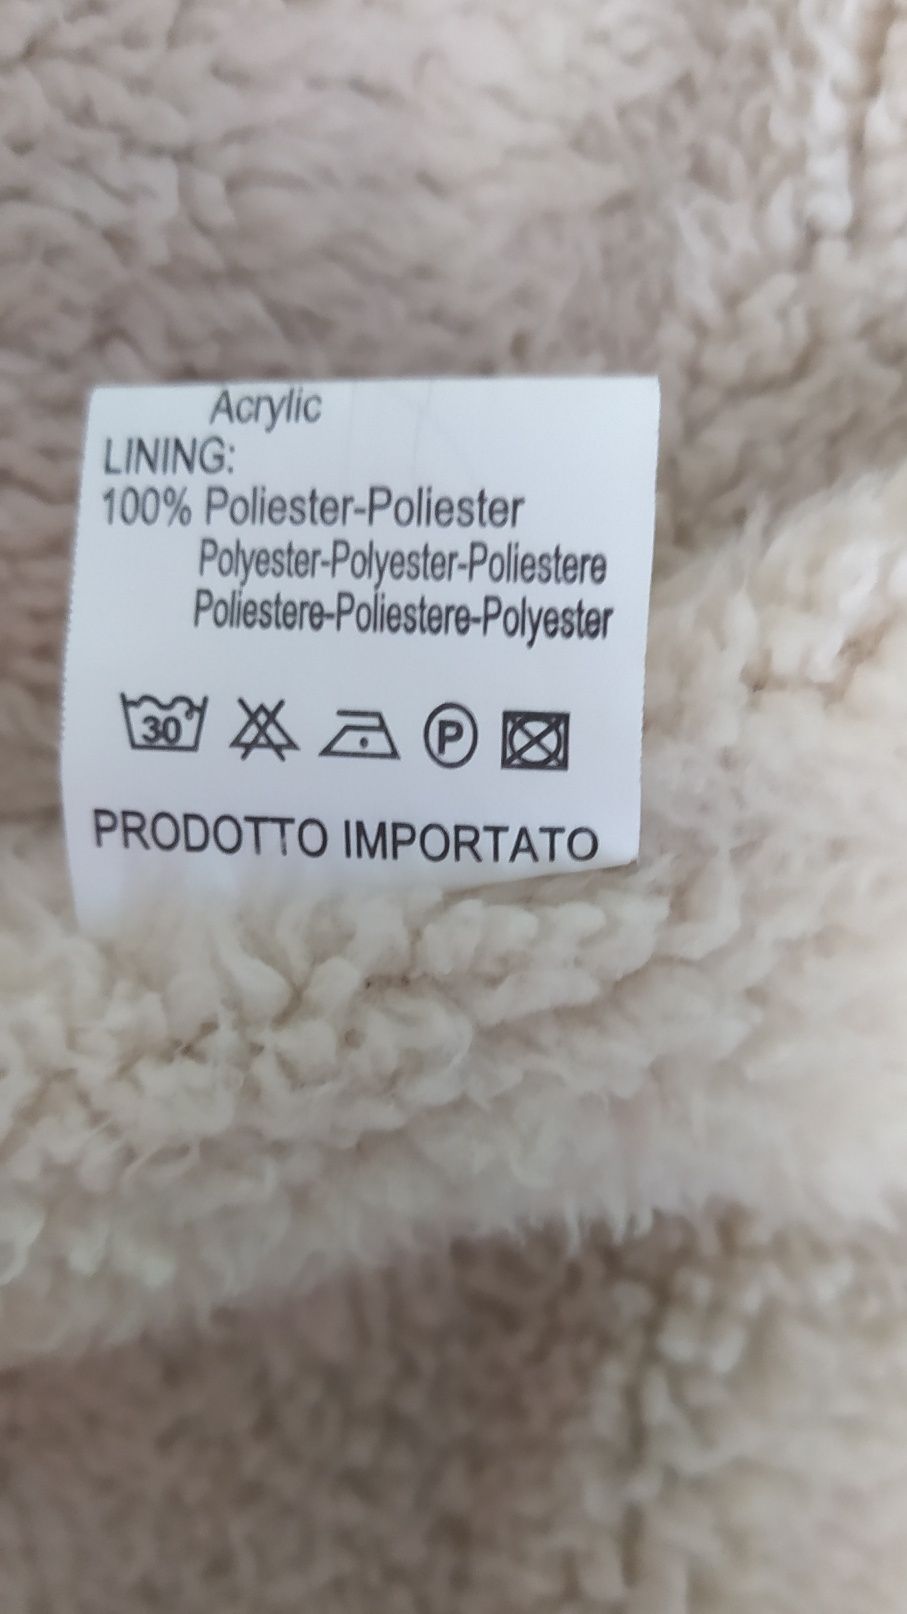 Acrylic
LINING:
100% Poliester-Poliester
Polyester-Polyester-Poliestere
Poliestere-Poliestere-Polyester
30 P
PRODOTTO IMPORTATO